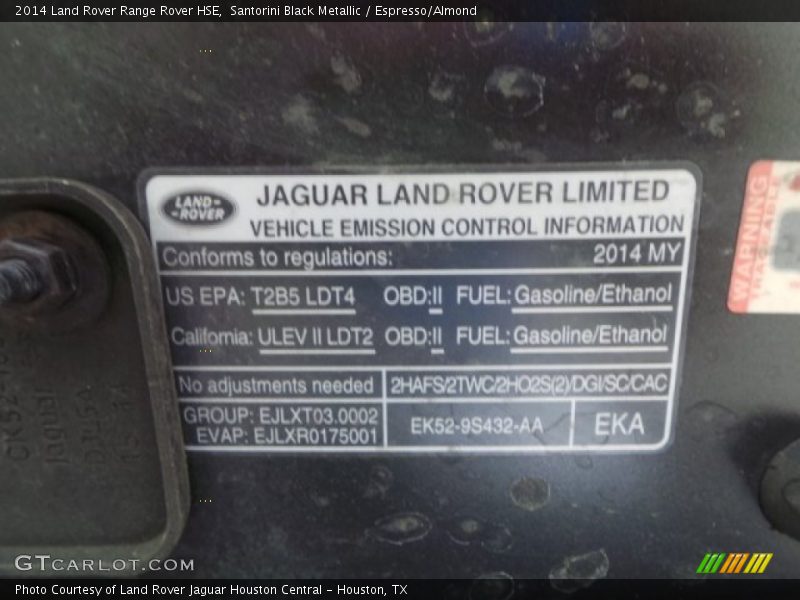 2014 Land Rover Range Rover HSE, Santorini Black Metallic / Espresso/Almond
LAND-
-ROVER
JAGUAR LAND ROVER LIMITED
VEHICLE EMISSION CONTROL INFORMATION
Conforms to regulations: 2014 MY
US EPA: T2B5 LDT4 OBD:II FUEL: Gasoline/Ethanol
California: ULEV II LDT2 OBD:II FUEL: Gasoline/Ethanol
No adjustments needed 2HAFS/2TWC/2HO2S(2)/DGI/SC/CAC
GROUP: EJLXT03.0002
EVAP: EJLXR0175001
EK52-9S432-AA EKA
WARNING
GTCARLOT.COM
Photo Courtesy of Land Rover Jaguar Houston Central - Houston, TX